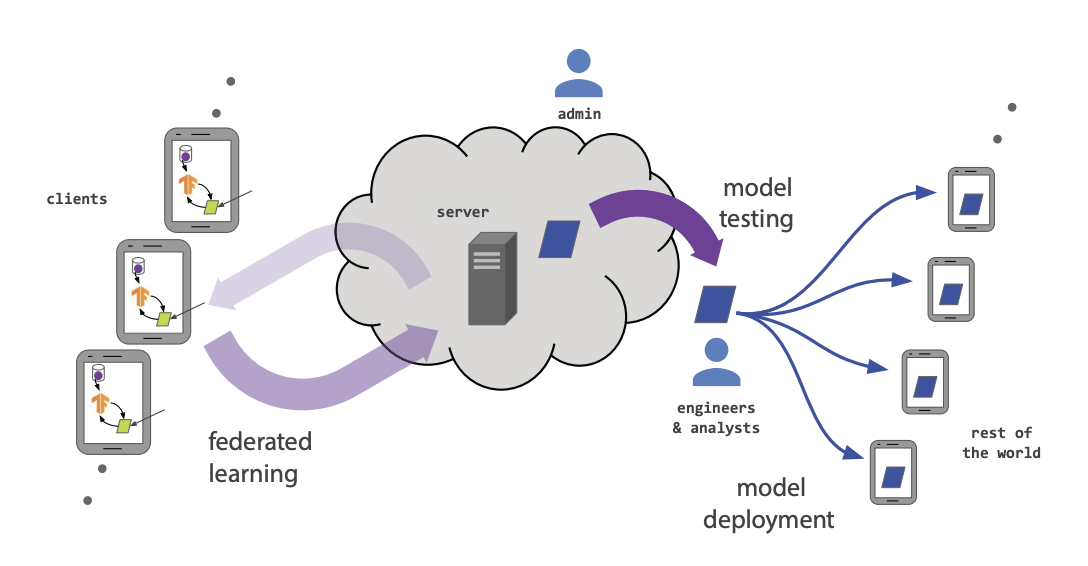 admin
clients
server
model
testing
federated
learning
engineers
& analysts
rest of
the world
model
deployment